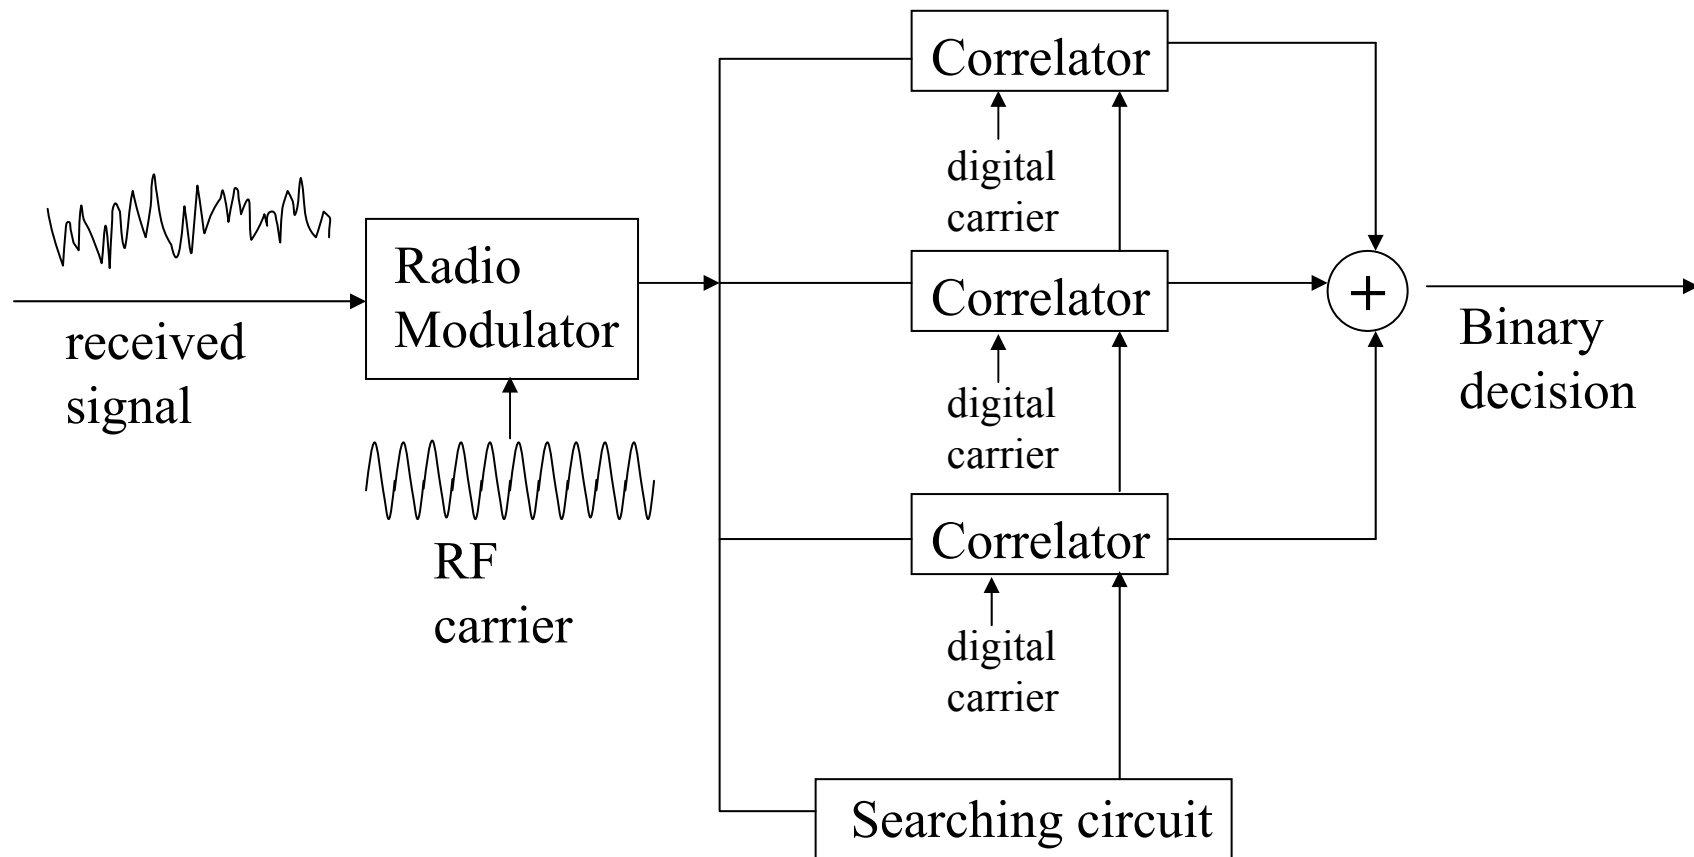 Correlator
digital
carrier
received
signal
Radio
Modulator
RF
carrier
Correlator
digital
carrier
+
Binary
decision
Correlator
digital
carrier
Searching circuit